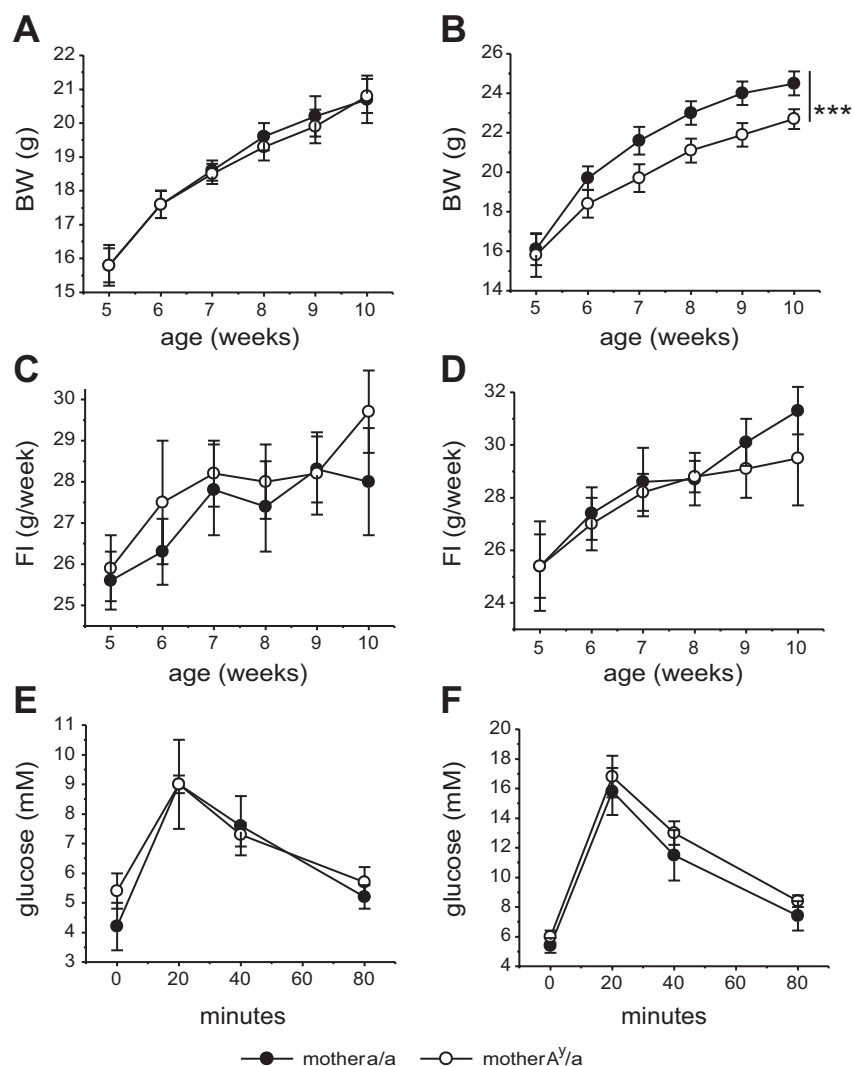 A
BW (g)
22
21
20
19
18
17
16
15
5 6 7 8 9 10
age (weeks)
B
BW (g)
26
24
22
20
18
16
14
5 6 7 8 9 10
age (weeks)
***
C
FI (g/week)
30
29
28
27
26
25
5 6 7 8 9 10
age (weeks)
D
FI (g/week)
32
30
28
26
24
5 6 7 8 9 10
age (weeks)
E
glucose (mM)
11
10
9
8
7
6
5
4
3
0 20 40 60 80
minutes
F
glucose (mM)
20
18
16
14
12
10
8
6
4
0 20 40 60 80
minutes
mother a/a mother A^y/a